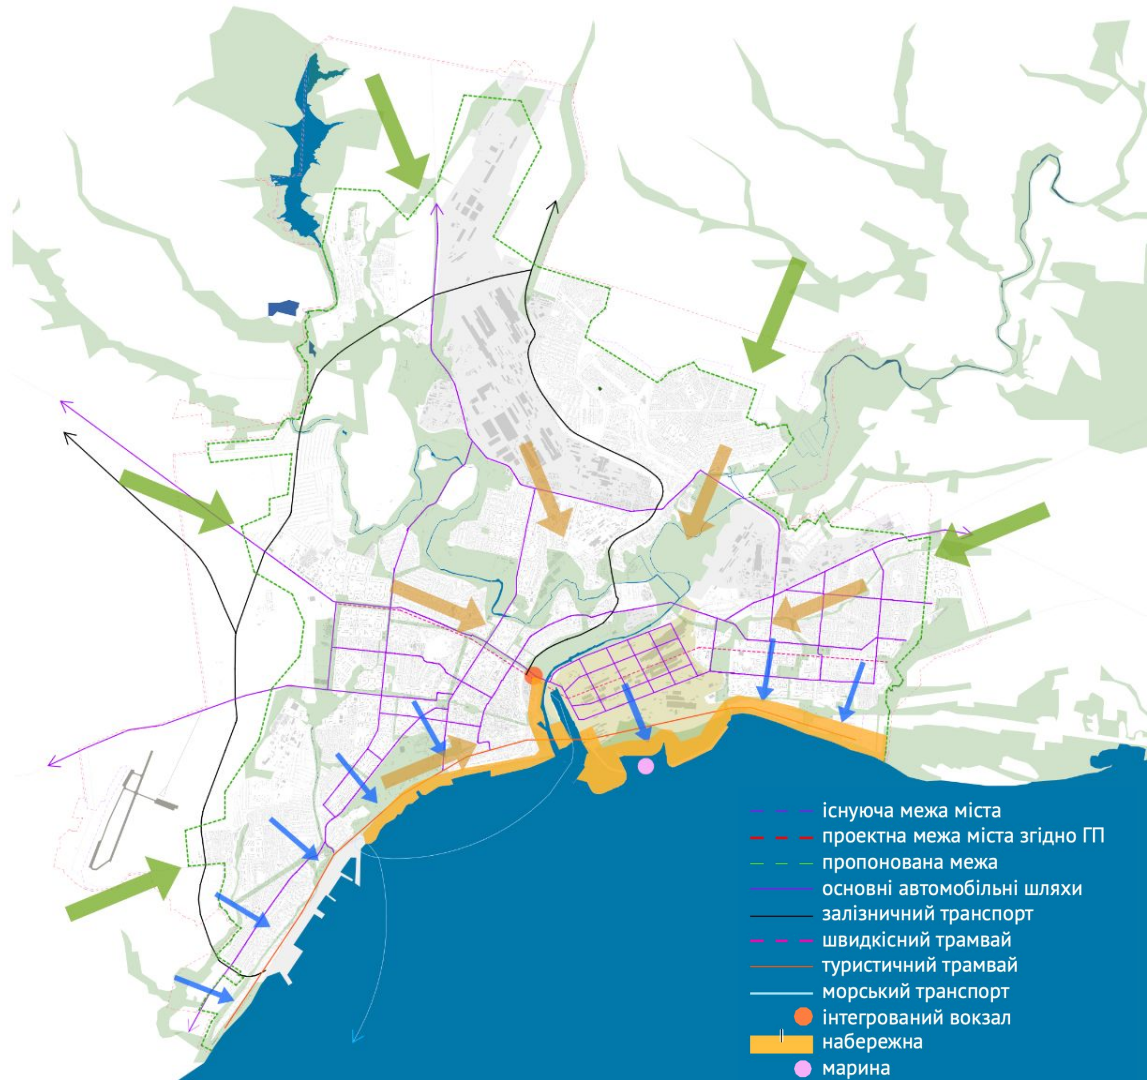 існуюча межа міста
проектна межа міста згідно ГП
пропонована межа
основні автомобільні шляхи
залізничний транспорт
швидкісний трамвай
туристичний трамвай
морський транспорт
інтегрований вокзал
набережна
марина